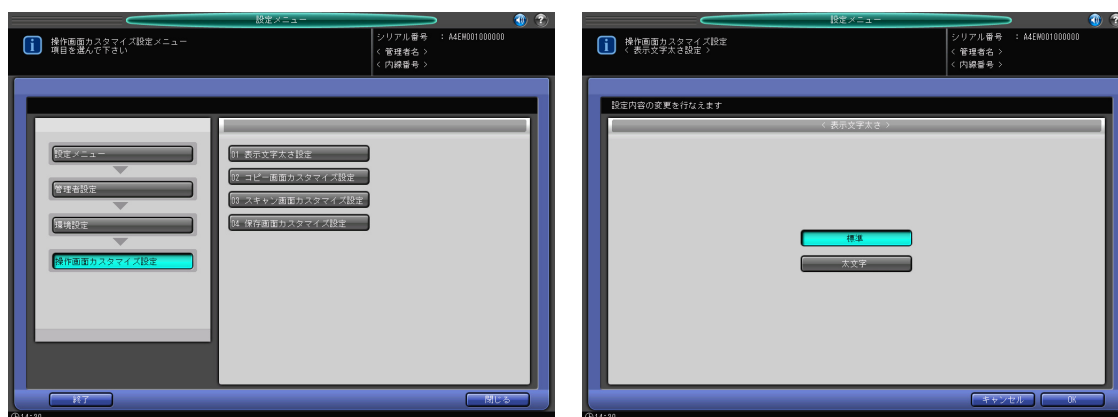 設定メニュー
操作画面カスタマイズ設定メニュー
項目を選んで下さい
シリアル番号 : A4EW001000000
< 管理者名 >
< 内線番号 >
設定メニュー
管理者設定
環境設定
操作画面カスタマイズ設定
01 表示文字太さ設定
02 コピー画面カスタマイズ設定
03 スキャン画面カスタマイズ設定
04 保存画面カスタマイズ設定
終了
閉じる
14:30
設定メニュー
操作画面カスタマイズ設定
< 表示文字太さ設定 >
シリアル番号 : A4EW001000000
< 管理者名 >
< 内線番号 >
設定内容の変更を行なえます
< 表示文字太さ >
標準
太文字
キャンセル
OK
14:30